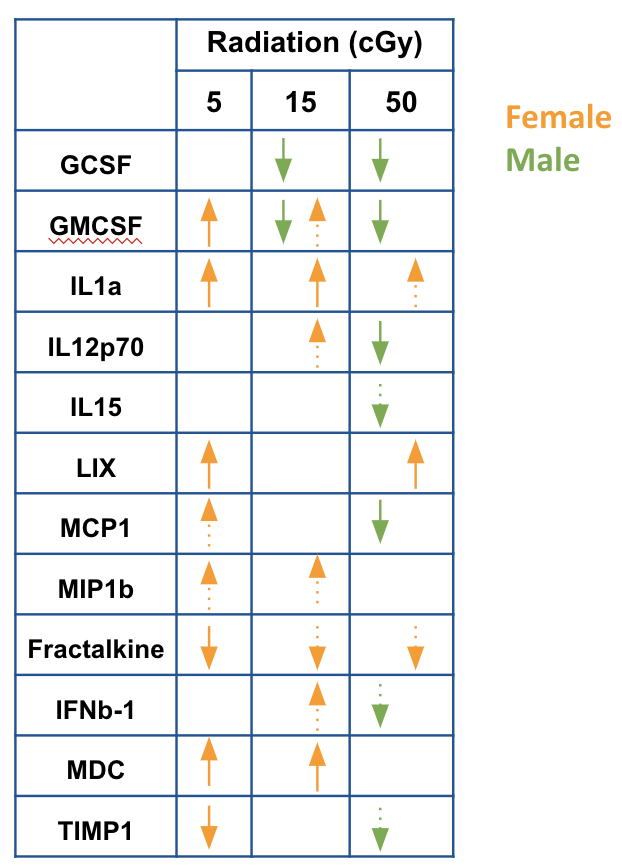 Radiation (cGy)
5 15 50
Female
Male
GCSF
GMCSF
IL1a
IL12p70
IL15
LIX
MCP1
MIP1b
Fractalkine
IFNb-1
MDC
TIMP1